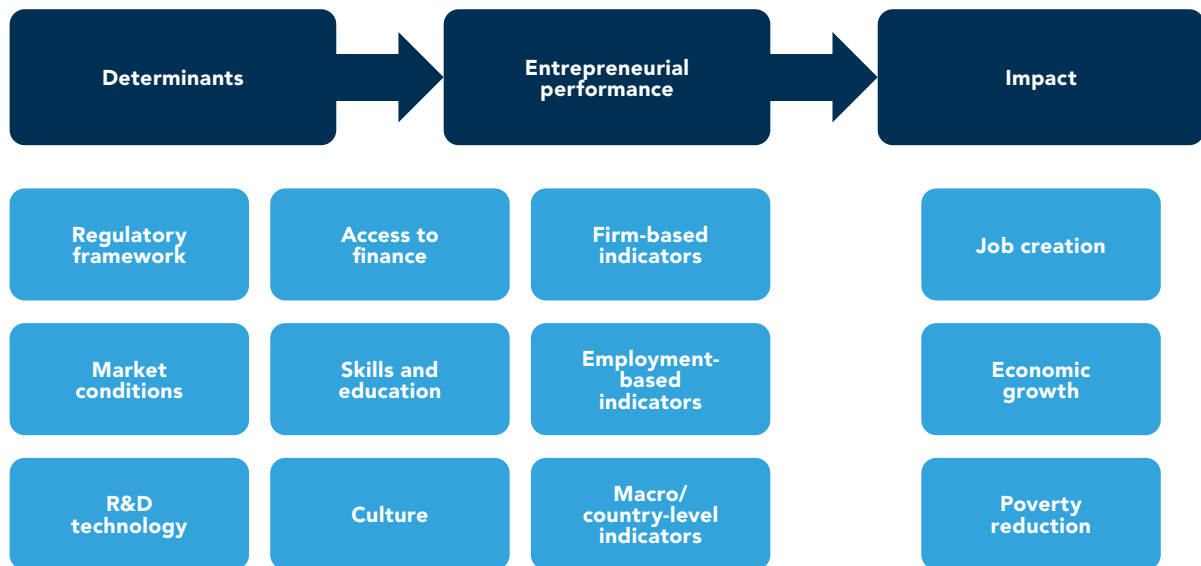 Determinants
Entrepreneurial
performance
Impact
Regulatory
framework
Access to
finance
Firm-based
indicators
Job creation
Market
conditions
Skills and
education
Employment-
based
indicators
Economic
growth
R&D
technology
Culture
Macro/
country-level
indicators
Poverty
reduction